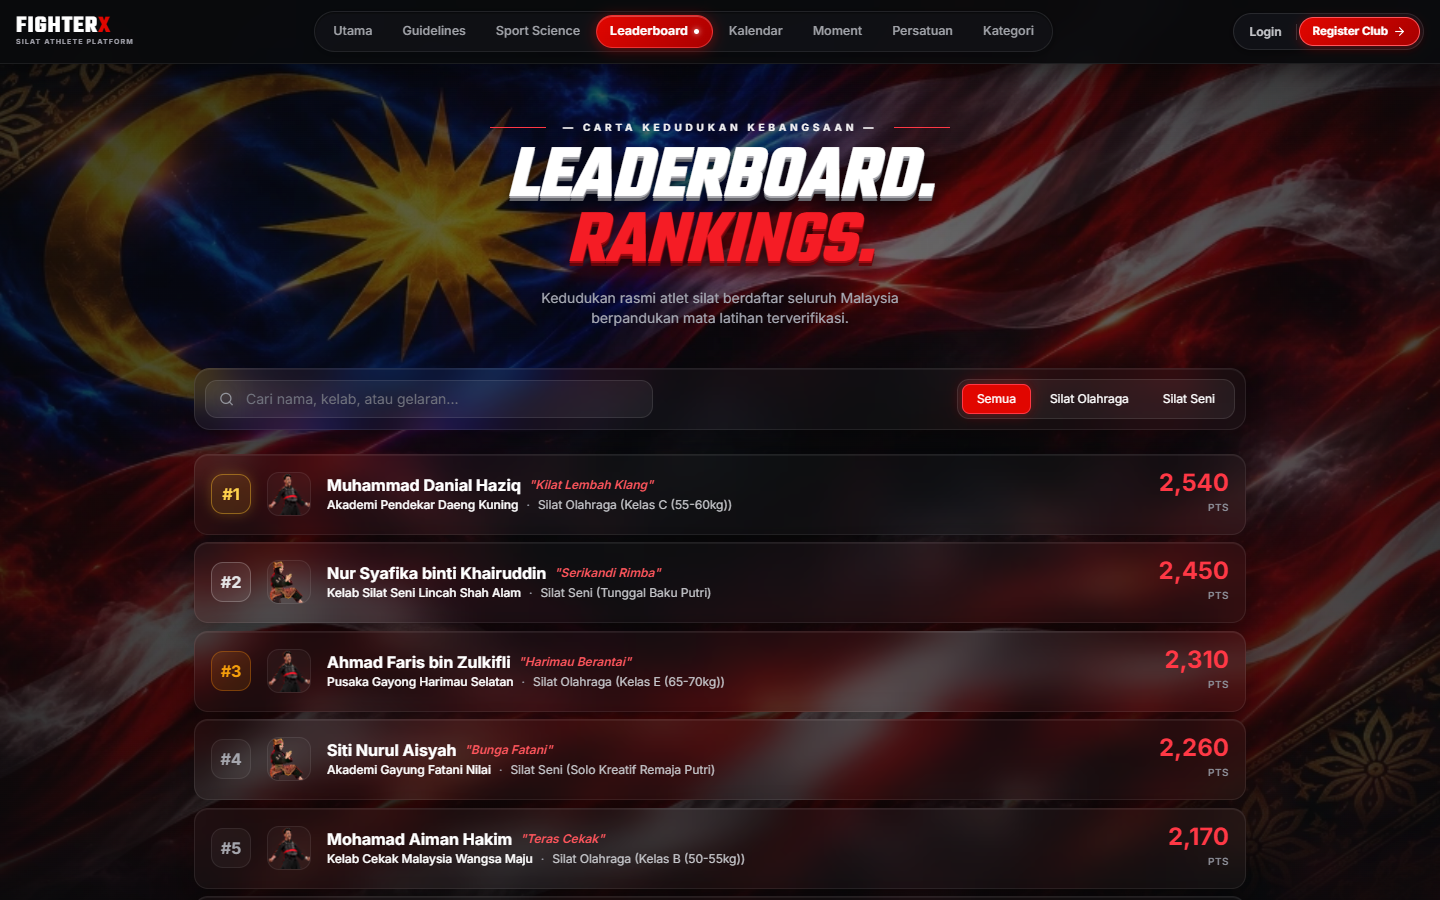 FIGHTERX
SILAT ATHLETE PLATFORM
Utama
Guidelines
Sport Science
Leaderboard
Kalendar
Moment
Persatuan
Kategori
Login
Register Club →
— CARTA KEDUDUKAN KEBANGSAAN —
LEADERBOARD.
RANKINGS.
Kedudukan rasmi atlet silat berdaftar seluruh Malaysia
berpandukan mata latihan terverifikasi.
Cari nama, kelab, atau gelaran...
Semua
Silat Olahraga
Silat Seni
#1
Muhammad Danial Haziq "Kilat Lembah Klang"
Akademi Pendekar Daeng Kuning · Silat Olahraga (Kelas C (55-60kg))
2,540
PTS
#2
Nur Syafika binti Khairuddin "Serikandi Rimba"
Kelab Silat Seni Lincah Shah Alam · Silat Seni (Tunggal Baku Putri)
2,450
PTS
#3
Ahmad Faris bin Zulkifli "Harimau Berantai"
Pusaka Gayong Harimau Selatan · Silat Olahraga (Kelas E (65-70kg))
2,310
PTS
#4
Siti Nurul Aisyah "Bunga Fatani"
Akademi Gayung Fatani Nilai · Silat Seni (Solo Kreatif Remaja Putri)
2,260
PTS
#5
Mohamad Aiman Hakim "Teras Cekak"
Kelab Cekak Malaysia Wangsa Maju · Silat Olahraga (Kelas B (50-55kg))
2,170
PTS